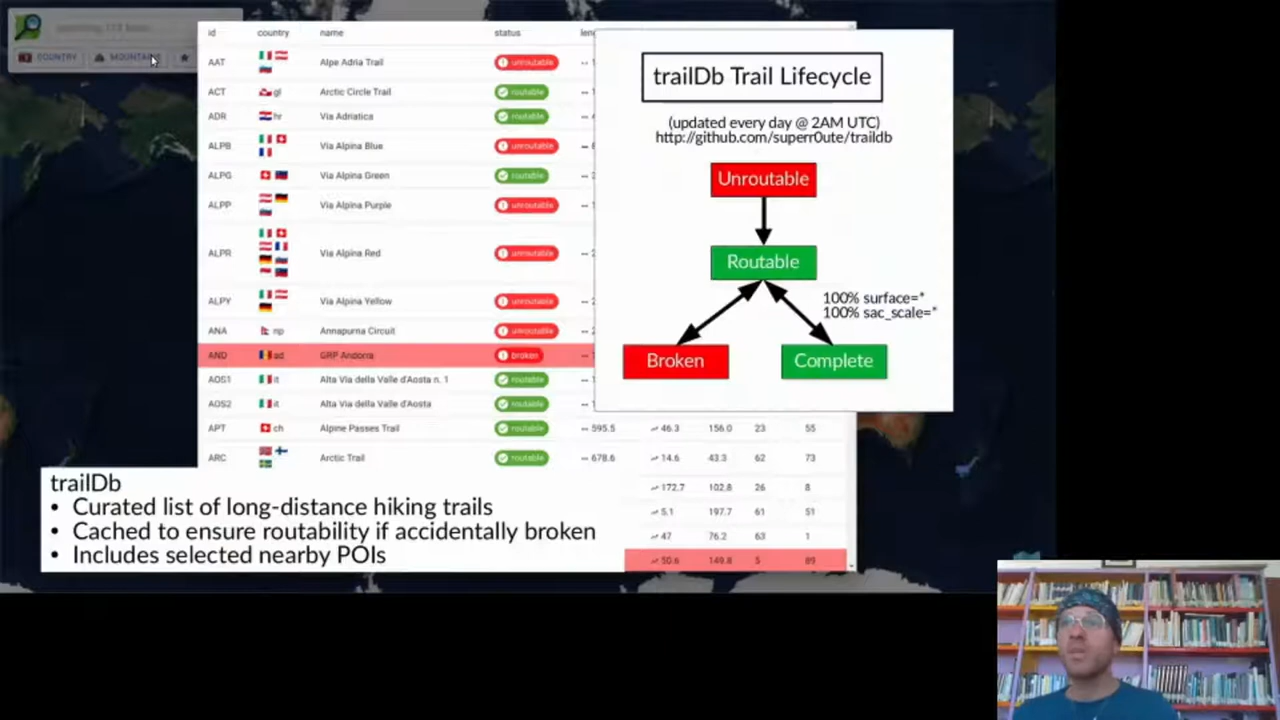 COUNTRY MOUNTAINS
id country name status
AAT Alpe Adria Trail unroutable
ACT gl Arctic Circle Trail routable
ADR hr Via Adriatica routable
ALPB Via Alpina Blue unroutable
ALPG Via Alpina Green routable
ALPP Via Alpina Purple unroutable
ALPR Via Alpina Red unroutable
ALPY Via Alpina Yellow unroutable
ANA np Annapurna Circuit unroutable
AND ad GRP Andorra broken
AOS1 it Alta Via della Valle d'Aosta n. 1 routable
AOS2 it Alta Via della Valle d'Aosta routable
APT ch Alpine Passes Trail routable 595.5 46.3 156.0 23 55
ARC Arctic Trail routable 678.6 14.6 43.3 62 73
172.7 102.8 26 8
5.1 197.7 61 51
47 76.2 63 1
50.6 149.8 5 89
trailDb Trail Lifecycle
(updated every day @ 2AM UTC)
http://github.com/superr0ute/traildb
Unroutable
Routable
100% surface=*
100% sac_scale=*
Broken
Complete
trailDb
• Curated list of long-distance hiking trails
• Cached to ensure routability if accidentally broken
• Includes selected nearby POIs